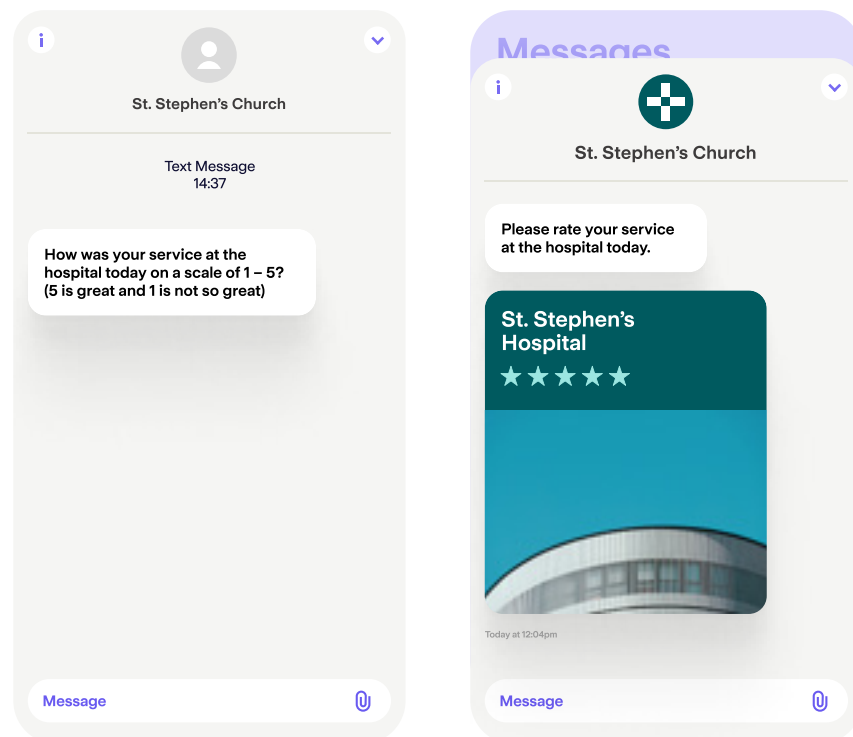 St. Stephen’s Church
Text Message
14:37
How was your service at the
hospital today on a scale of 1 – 5?
(5 is great and 1 is not so great)
Message
Messages
St. Stephen’s Church
Please rate your service
at the hospital today.
St. Stephen’s
Hospital
Today at 12:04pm
Message